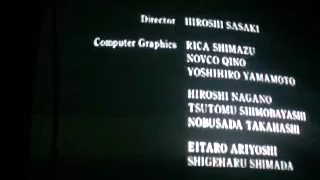 Director HIROSHI SASAKI
Computer Graphics RICA SHIMAZU
NOVCO QINO
YOSHIHIRO YAMAMOTO
HIROSHI NAGANO
TSUTOMU SHIMOBAYASHI
NOBUSADA TAKAHASHI
EITARO ARIYOSHI
SHIGEHARU SHIMADA